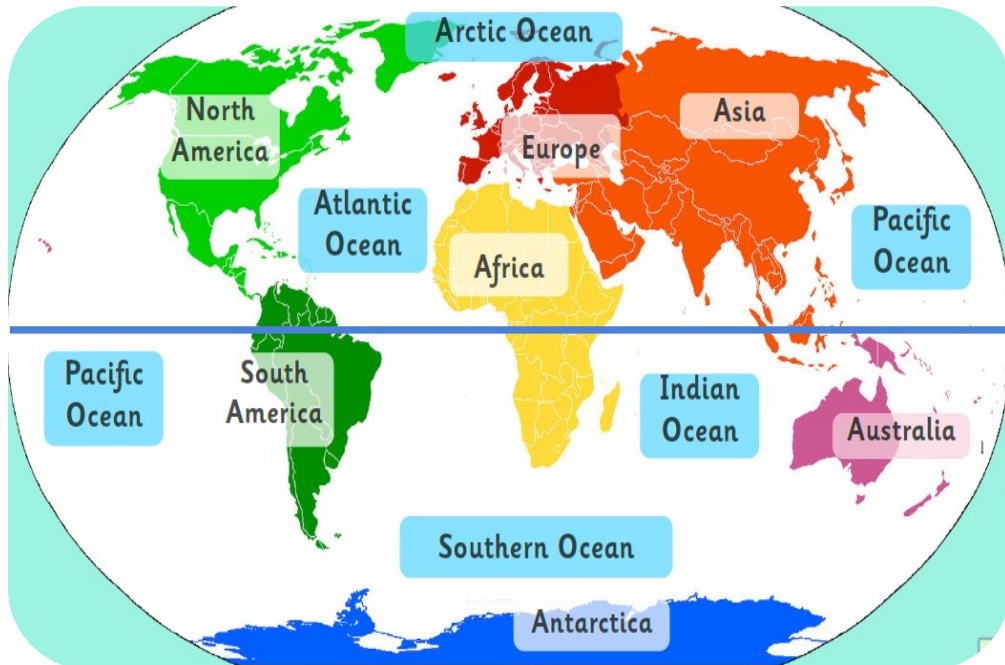 Arctic Ocean
North
America
Asia
Europe
Atlantic
Ocean
Pacific
Ocean
Africa
Pacific
Ocean
South
America
Indian
Ocean
Australia
Southern Ocean
Antarctica